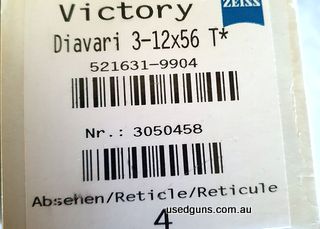 Victory
ZEISS
Diavari 3-12x56 T*
521631-9904
Nr.: 3050458
Absehen/Reticle/Reticule
4
usedguns.com.au